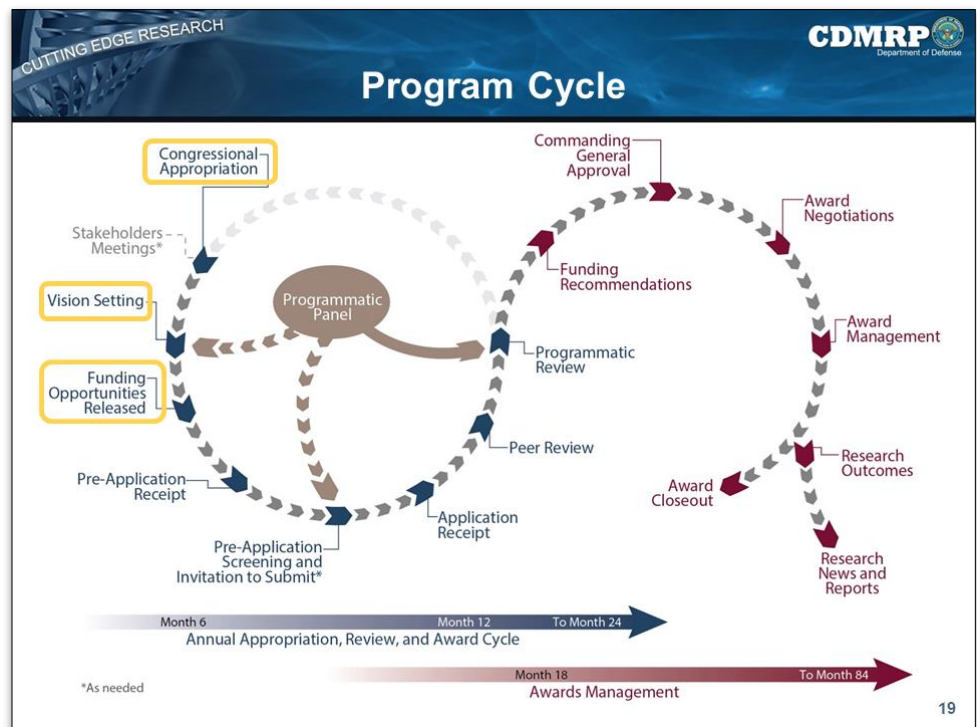 CUTTING EDGE RESEARCH
CDMRP
Department of Defense
Program Cycle
Congressional
Appropriation
Stakeholders
Meetings*
Vision Setting
Funding
Opportunities
Released
Pre-Application
Receipt
Pre-Application
Screening and
Invitation to Submit*
Application
Receipt
Peer Review
Programmatic
Review
Programmatic
Panel
Funding
Recommendations
Commanding
General
Approval
Award
Negotiations
Award
Management
Research
Outcomes
Award
Closeout
Research
News and
Reports
Month 6
Month 12
To Month 24
Annual Appropriation, Review, and Award Cycle
Month 18
To Month 84
Awards Management
*As needed
19